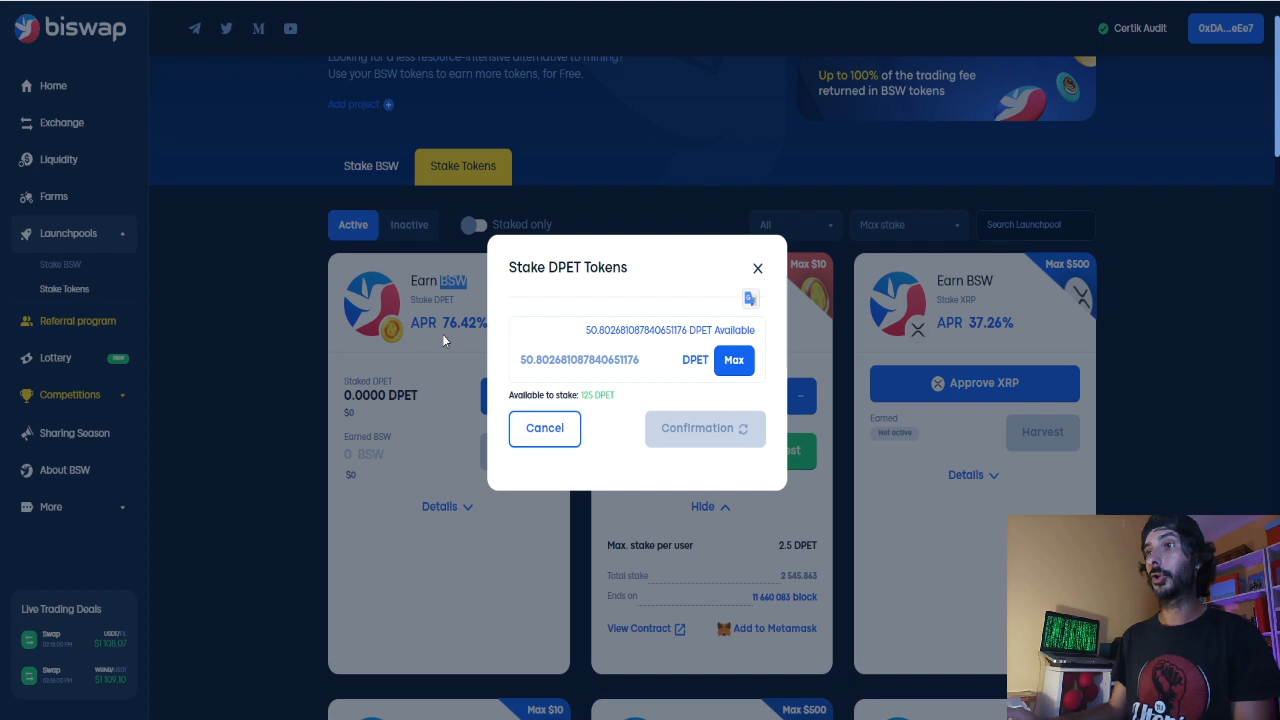 biswap
Certik Audit
0xDA...eEe7
Home
Exchange
Liquidity
Farms
Launchpools
Stake BSW
Stake Tokens
Referral program
Lottery
Competitions
Sharing Season
About BSW
More
Live Trading Deals
Swap
$1 108.07
Swap
$1 109.10
Looking for a less resource-intensive alternative to mining?
Use your BSW tokens to earn more tokens, for Free.
Add project
Up to 100% of the trading fee
returned in BSW tokens
Stake BSW
Stake Tokens
Active
Inactive
Staked only
All
Max stake
Search Launchpool
Earn BSW
Stake DPET
APR 76.42%
Staked DPET
0.0000 DPET
$0
Earned BSW
0 BSW
$0
Details
Stake DPET Tokens
50.802681087840651176 DPET Available
50.802681087840651176
DPET
Max
Available to stake: 125 DPET
Cancel
Confirmation
Max $10
Hide
Max. stake per user
2.5 DPET
Total stake
2 545.863
Ends on
11 660 083 block
View Contract
Add to Metamask
Max $500
Earn BSW
Stake XRP
APR 37.26%
Approve XRP
Earned
Not active
Harvest
Details
Max $10
Max $500